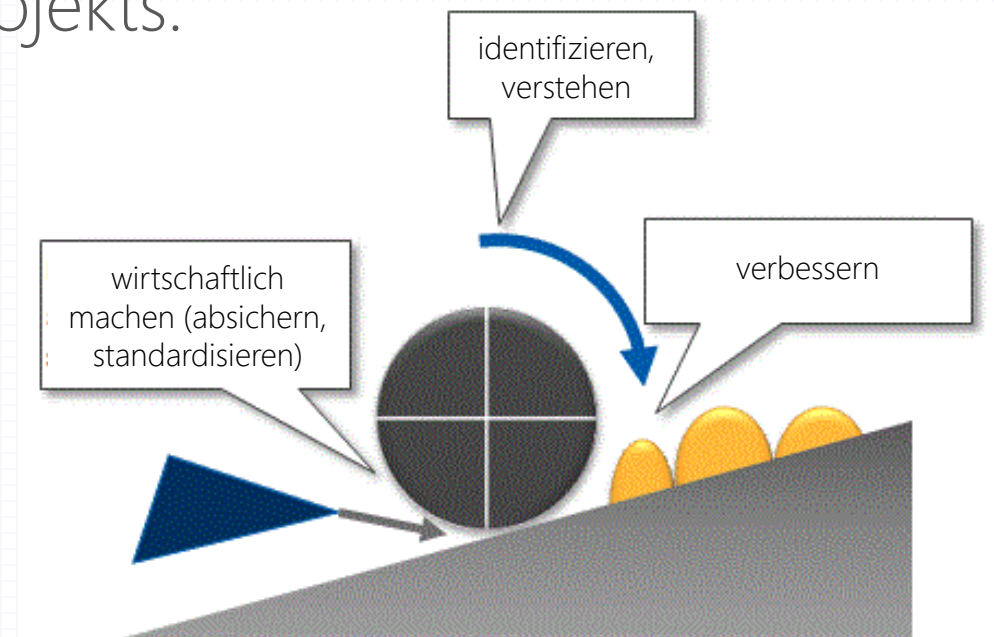 identifizieren,
verstehen
verbessern
wirtschaftlich
machen (absichern,
standardisieren)